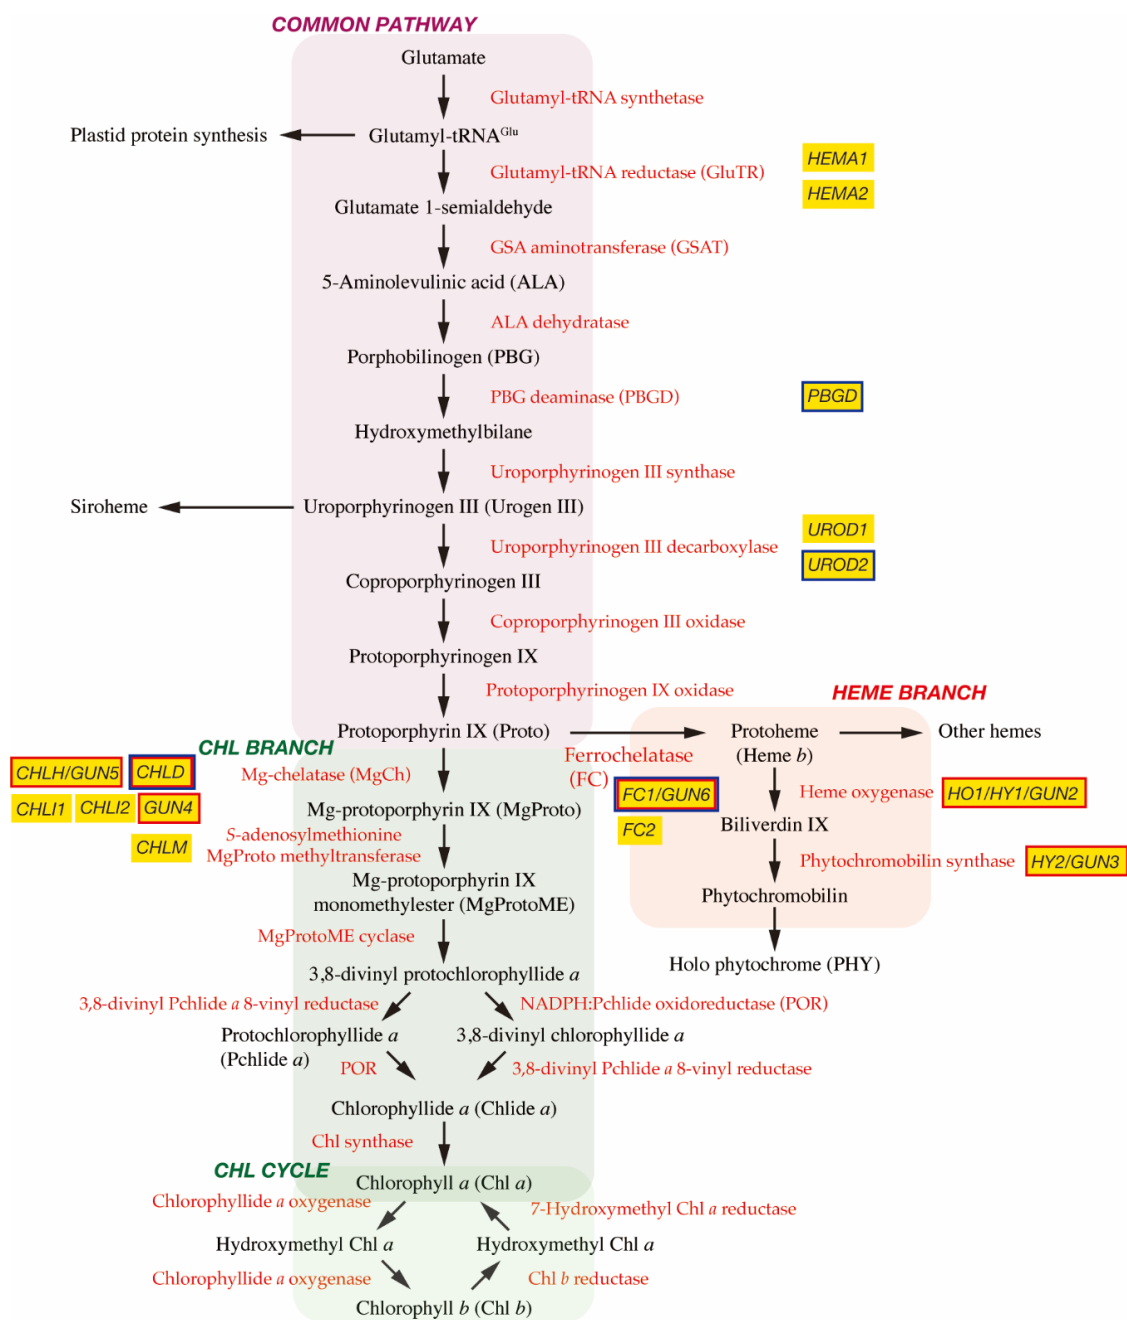 COMMON PATHWAY
Glutamate
Glutamyl-tRNA synthetase
Plastid protein synthesis
Glutamyl-tRNAGlu
Glutamyl-tRNA reductase (GluTR)
HEMA1
HEMA2
Glutamate 1-semialdehyde
GSA aminotransferase (GSAT)
5-Aminolevulinic acid (ALA)
ALA dehydratase
Porphobilinogen (PBG)
PBG deaminase (PBGD)
PBGD
Hydroxymethylbilane
Uroporphyrinogen III synthase
Siroheme
Uroporphyrinogen III (Urogen III)
Uroporphyrinogen III decarboxylase
UROD1
UROD2
Coproporphyrinogen III
Coproporphyrinogen III oxidase
Protoporphyrinogen IX
Protoporphyrinogen IX oxidase
HEME BRANCH
Protoporphyrin IX (Proto)
Ferrochelatase
(FC)
FC1/GUN6
FC2
Protoheme
(Heme b)
Other hemes
Heme oxygenase
HO1/HY1/GUN2
Biliverdin IX
Phytochromobilin synthase
HY2/GUN3
Phytochromobilin
Holo phytochrome (PHY)
CHL BRANCH
CHLH/GUN5
CHLD
CHLI1
CHLI2
GUN4
Mg-chelatase (MgCh)
Mg-protoporphyrin IX (MgProto)
CHLM
S-adenosylmethionine
MgProto methyltransferase
Mg-protoporphyrin IX
monomethylester (MgProtoME)
MgProtoME cyclase
3,8-divinyl protochlorophyllide a
3,8-divinyl Pchlide a 8-vinyl reductase
NADPH:Pchlide oxidoreductase (POR)
Protochlorophyllide a
(Pchlide a)
3,8-divinyl chlorophyllide a
POR
3,8-divinyl Pchlide a 8-vinyl reductase
Chlorophyllide a (Chlide a)
Chl synthase
CHL CYCLE
Chlorophyll a (Chl a)
Chlorophyllide a oxygenase
7-Hydroxymethyl Chl a reductase
Hydroxymethyl Chl a
Hydroxymethyl Chl a
Chlorophyllide a oxygenase
Chl b reductase
Chlorophyll b (Chl b)